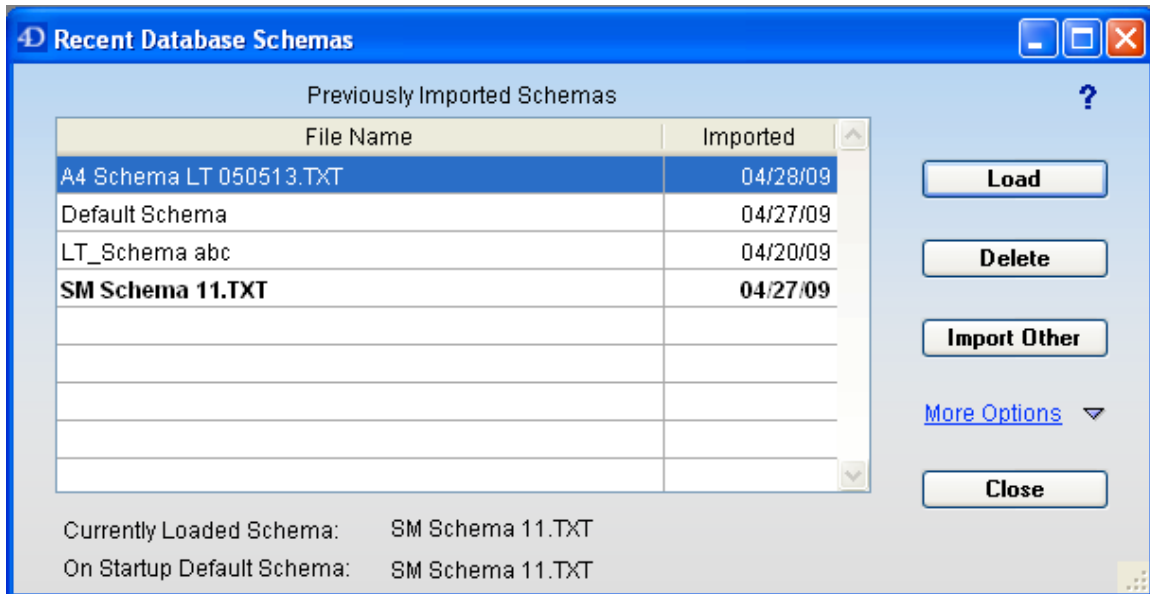 4D Recent Database Schemas
Previously Imported Schemas ?
File Name Imported
A4 Schema LT 050513.TXT 04/28/09
Load
Default Schema 04/27/09
LT_Schema abc 04/20/09
Delete
SM Schema 11.TXT 04/27/09
Import Other
More Options
Close
Currently Loaded Schema: SM Schema 11.TXT
On Startup Default Schema: SM Schema 11.TXT